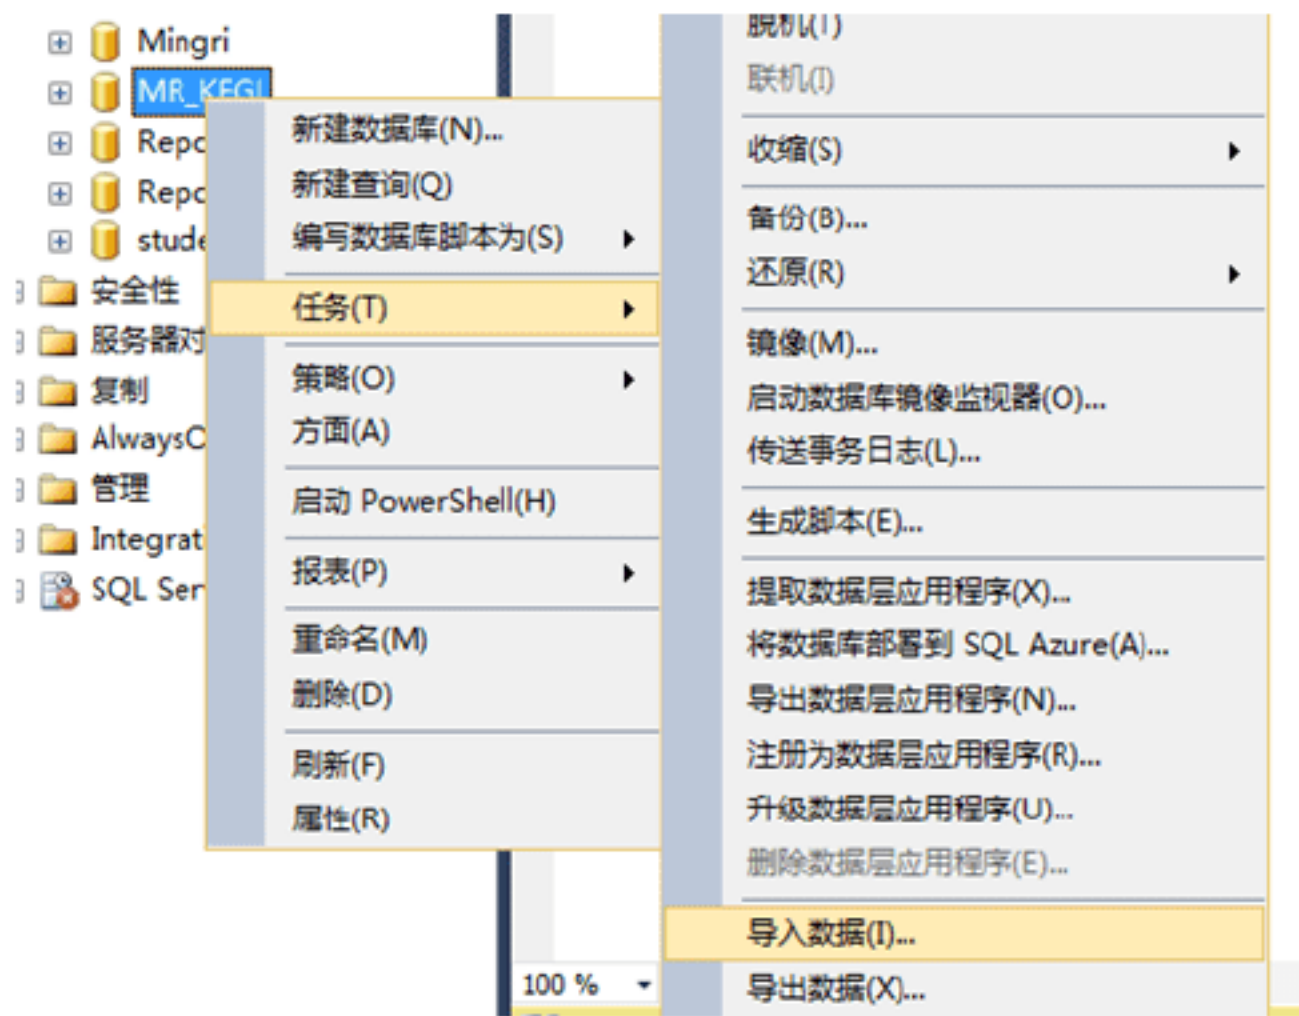 Mingri
MR_KFGL
Repo
Repo
stude
安全性
服务器对
复制
AlwaysO
管理
Integrati
SQL Ser
新建数据库(N)...
新建查询(Q)
编写数据库脚本为(S)
任务(T)
策略(O)
方面(A)
启动 PowerShell(H)
报表(P)
重命名(M)
删除(D)
刷新(F)
属性(R)
脱机(T)
联机(I)
收缩(S)
备份(B)...
还原(R)
镜像(M)...
启动数据库镜像监视器(O)...
传送事务日志(L)...
生成脚本(E)...
提取数据层应用程序(X)...
将数据库部署到 SQL Azure(A)...
导出数据层应用程序(N)...
注册为数据层应用程序(R)...
升级数据层应用程序(U)...
删除数据层应用程序(E)...
导入数据(I)...
导出数据(X)...
100 %